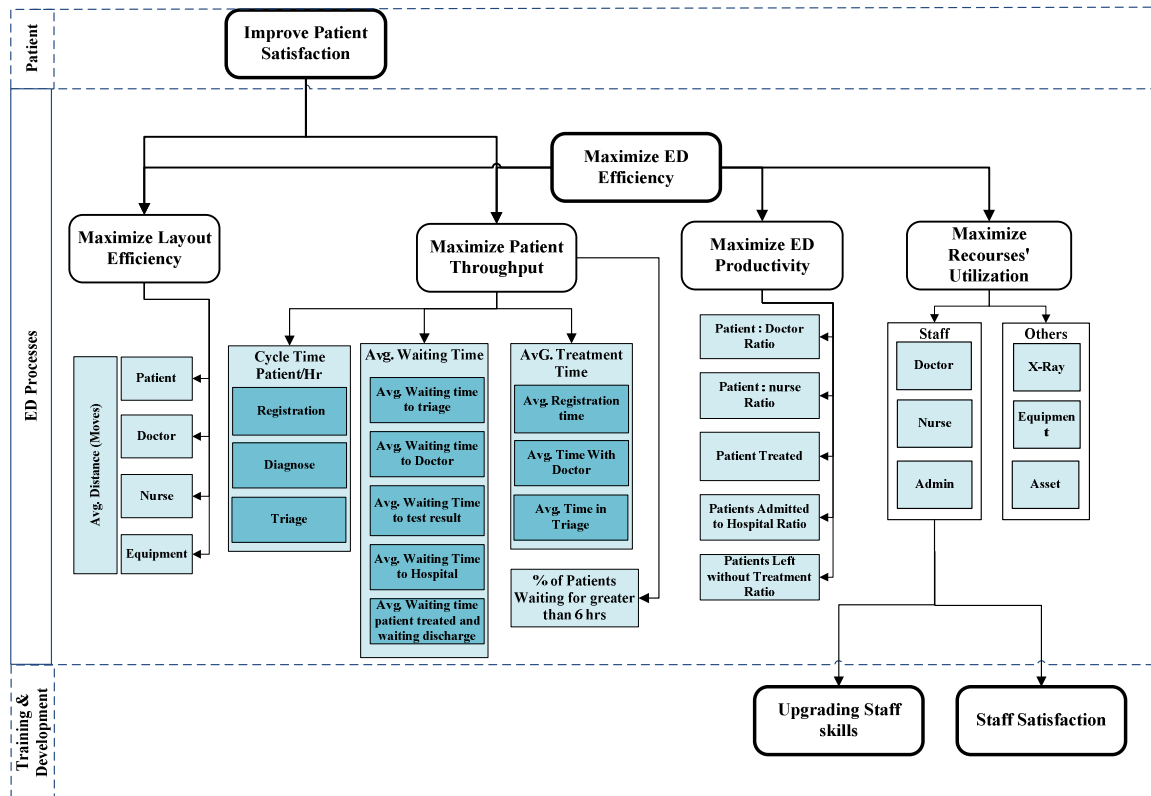 Patient
Improve Patient
Satisfaction
ED Processes
Maximize ED
Efficiency
Maximize Layout
Efficiency
Maximize Patient
Throughput
Maximize ED
Productivity
Maximize
Recourses'
Utilization
Avg. Distance (Moves)
Patient
Doctor
Nurse
Equipment
Cycle Time
Patient/Hr
Registration
Diagnose
Triage
Avg. Waiting Time
Avg. Waiting time
to triage
Avg. Waiting time
to Doctor
Avg. Waiting Time
to test result
Avg. Waiting Time
to Hospital
Avg. Waiting time
patient treated and
waiting discharge
AvG. Treatment
Time
Avg. Registration
time
Avg. Time With
Doctor
Avg. Time in
Triage
% of Patients
Waiting for greater
than 6 hrs
Patient : Doctor
Ratio
Patient : nurse
Ratio
Patient Treated
Patients Admitted
to Hospital Ratio
Patients Left
without Treatment
Ratio
Staff
Doctor
Nurse
Admin
Others
X-Ray
Equipmen
t
Asset
Training &
Development
Upgrading Staff
skills
Staff Satisfaction